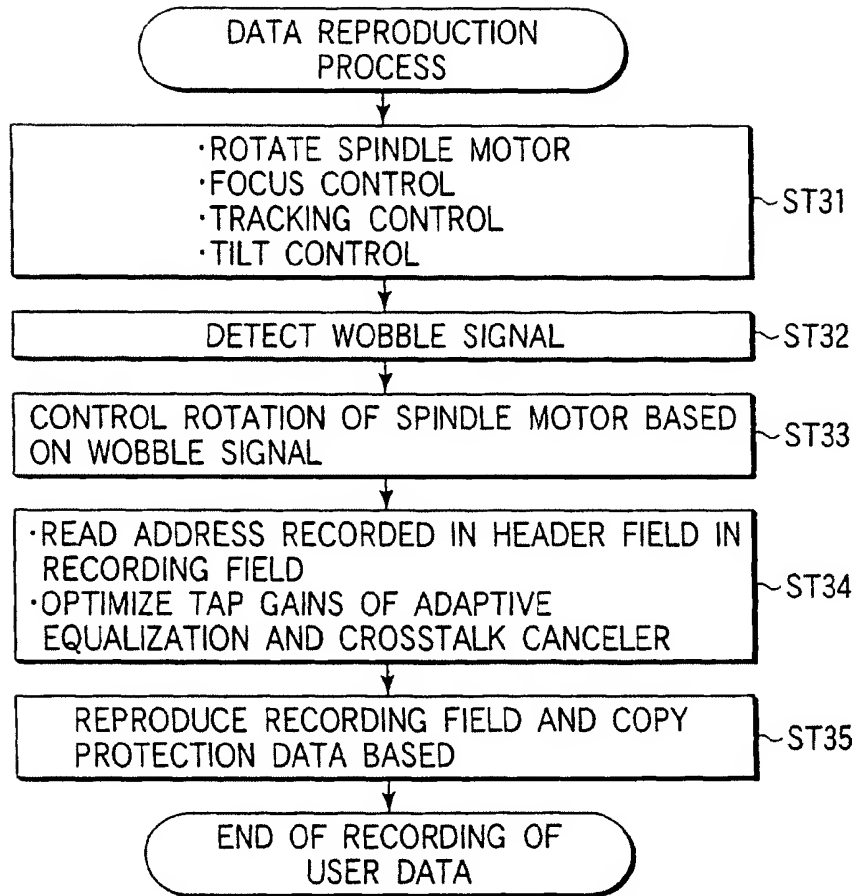 DATA REPRODUCTION
PROCESS
·ROTATE SPINDLE MOTOR
·FOCUS CONTROL
·TRACKING CONTROL
·TILT CONTROL
ST31
DETECT WOBBLE SIGNAL
ST32
CONTROL ROTATION OF SPINDLE MOTOR BASED
ON WOBBLE SIGNAL
ST33
·READ ADDRESS RECORDED IN HEADER FIELD IN
RECORDING FIELD
·OPTIMIZE TAP GAINS OF ADAPTIVE
EQUALIZATION AND CROSSTALK CANCELER
ST34
REPRODUCE RECORDING FIELD AND COPY
PROTECTION DATA BASED
ST35
END OF RECORDING OF
USER DATA